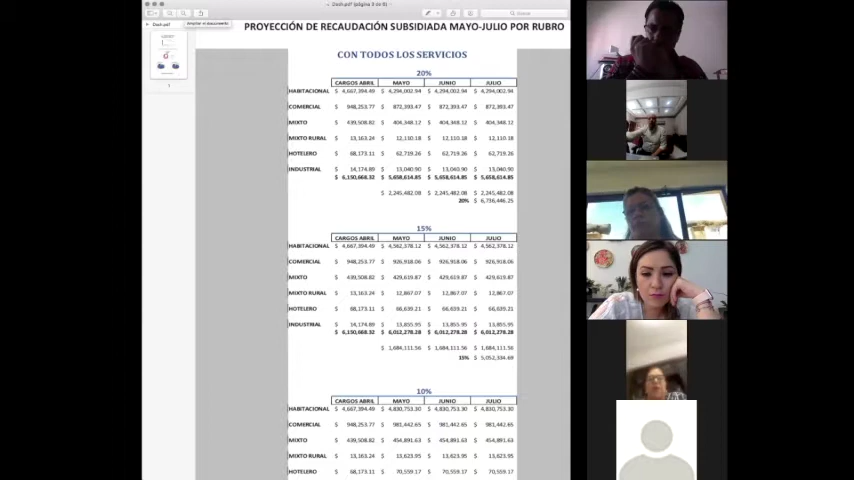 Dash.pdf (página 3 de 9)
Dash.pdf
Ampliar el documento
PROYECCIÓN DE RECAUDACIÓN SUBSIDIADA MAYO-JULIO POR RUBRO
CON TODOS LOS SERVICIOS
20%
CARGOS ABRIL MAYO JUNIO JULIO
HABITACIONAL $ 4,667,394.49 $ 4,294,002.94 $ 4,294,002.94 $ 4,294,002.94
COMERCIAL $ 948,253.77 $ 872,393.47 $ 872,393.47 $ 872,393.47
MIXTO $ 439,508.82 $ 404,348.12 $ 404,348.12 $ 404,348.12
MIXTO RURAL $ 13,163.24 $ 12,110.18 $ 12,110.18 $ 12,110.18
HOTELERO $ 68,173.11 $ 62,719.26 $ 62,719.26 $ 62,719.26
INDUSTRIAL $ 14,174.89 $ 13,040.90 $ 13,040.90 $ 13,040.90
$ 6,150,668.32 $ 5,658,614.85 $ 5,658,614.85 $ 5,658,614.85
$ 2,245,482.08 $ 2,245,482.08 $ 2,245,482.08
20% $ 6,736,446.25
15%
CARGOS ABRIL MAYO JUNIO JULIO
HABITACIONAL $ 4,667,394.49 $ 4,562,378.12 $ 4,562,378.12 $ 4,562,378.12
COMERCIAL $ 948,253.77 $ 926,918.06 $ 926,918.06 $ 926,918.06
MIXTO $ 439,508.82 $ 429,619.87 $ 429,619.87 $ 429,619.87
MIXTO RURAL $ 13,163.24 $ 12,867.07 $ 12,867.07 $ 12,867.07
HOTELERO $ 68,173.11 $ 66,639.21 $ 66,639.21 $ 66,639.21
INDUSTRIAL $ 14,174.89 $ 13,855.95 $ 13,855.95 $ 13,855.95
$ 6,150,668.32 $ 6,012,278.28 $ 6,012,278.28 $ 6,012,278.28
$ 1,684,111.56 $ 1,684,111.56 $ 1,684,111.56
15% $ 5,052,334.69
10%
CARGOS ABRIL MAYO JUNIO JULIO
HABITACIONAL $ 4,667,394.49 $ 4,830,753.30 $ 4,830,753.30 $ 4,830,753.30
COMERCIAL $ 948,253.77 $ 981,442.65 $ 981,442.65 $ 981,442.65
MIXTO $ 439,508.82 $ 454,891.63 $ 454,891.63 $ 454,891.63
MIXTO RURAL $ 13,163.24 $ 13,623.95 $ 13,623.95 $ 13,623.95
HOTELERO $ 68,173.11 $ 70,559.17 $ 70,559.17 $ 70,559.17